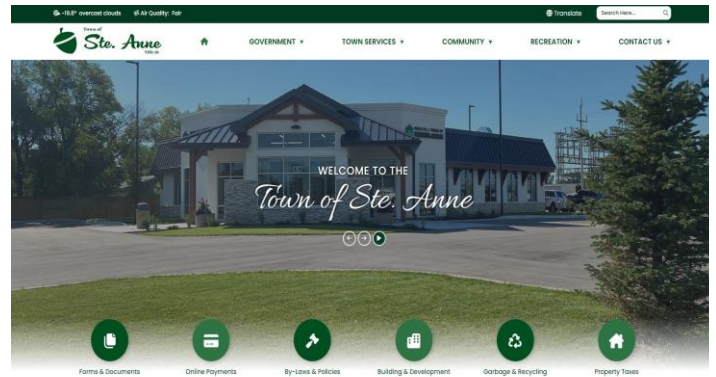 -19.8° overcast clouds Air Quality: Fair Translate Search Here...
Town of
Ste. Anne
Ville de
GOVERNMENT TOWN SERVICES COMMUNITY RECREATION CONTACT US
WELCOME TO THE
Town of Ste. Anne
Forms & Documents Online Payments By-Laws & Policies Building & Development Garbage & Recycling Property Taxes